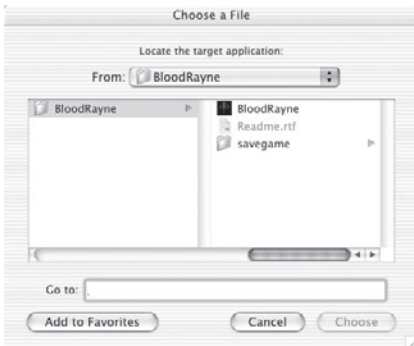 Choose a File
Locate the target application:
From: BloodRayne
BloodRayne
BloodRayne
Readme.rtf
savegame
Go to:
Add to Favorites Cancel Choose